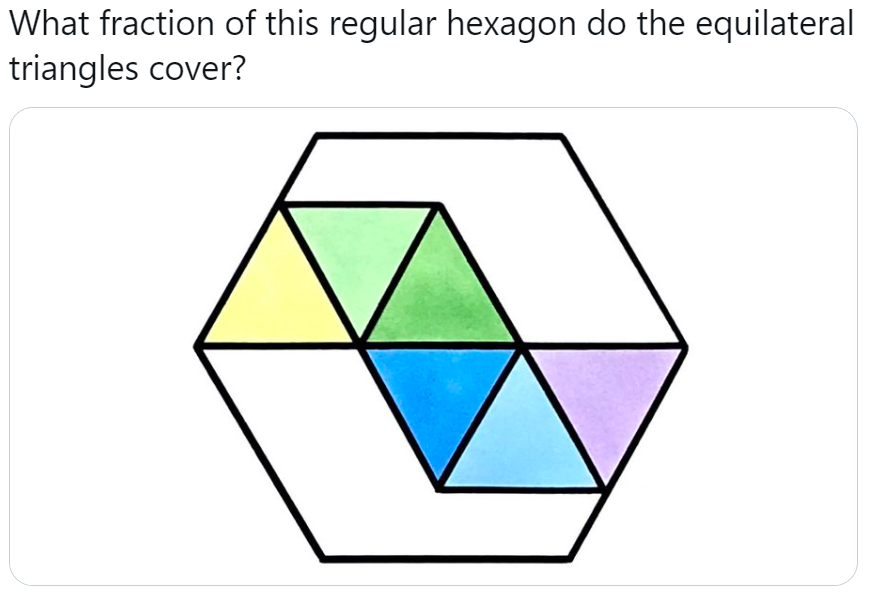 What fraction of this regular hexagon do the equilateral
triangles cover?